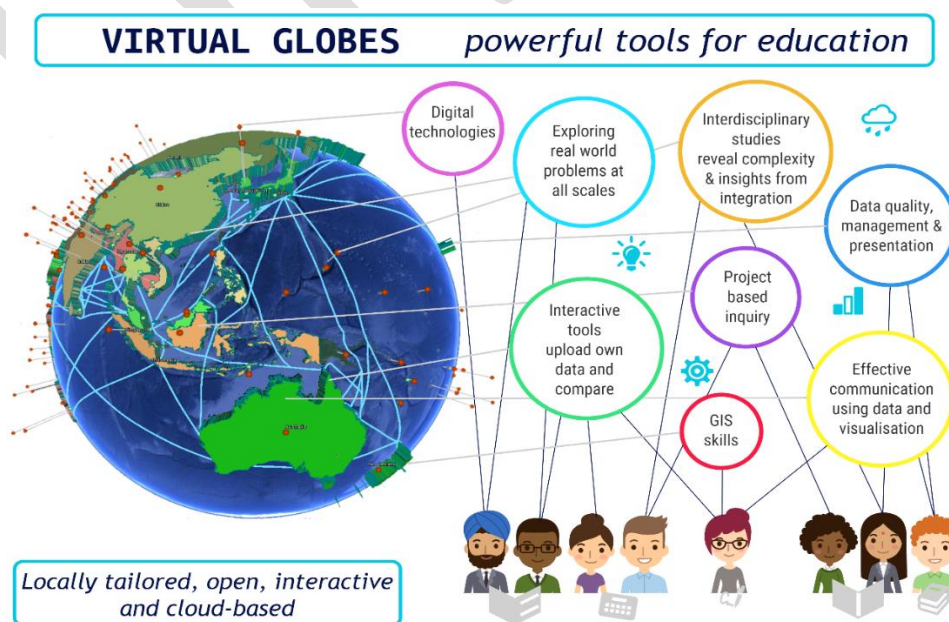 VIRTUAL GLOBES powerful tools for education
Digital
technologies
Exploring
real world
problems at
all scales
Interdisciplinary
studies
reveal complexity
& insights from
integration
Data quality,
management &
presentation
Interactive
tools
upload own
data and
compare
Project
based
inquiry
GIS
skills
Effective
communication
using data and
visualisation
Locally tailored, open, interactive
and cloud-based